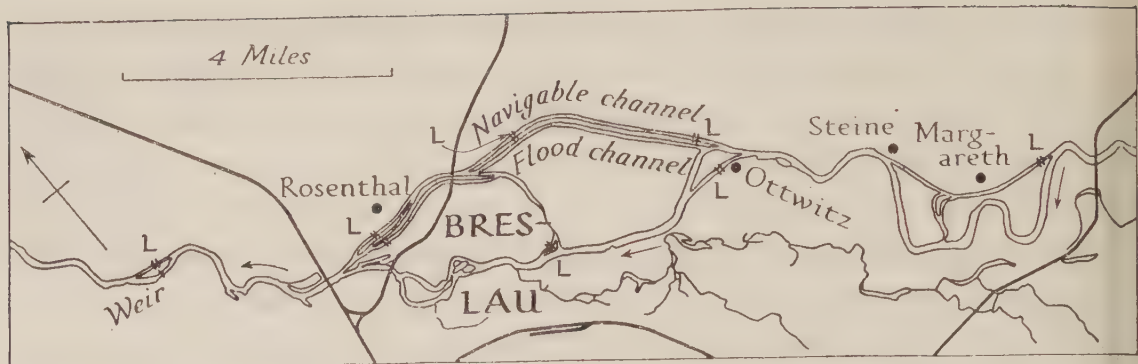 4 Miles
L
Navigable channel
L
Steine
Marg-
areth
L
Flood channel
Rosenthal
L
Ottwitz
L
BRES-
L
L
LAU
Weir